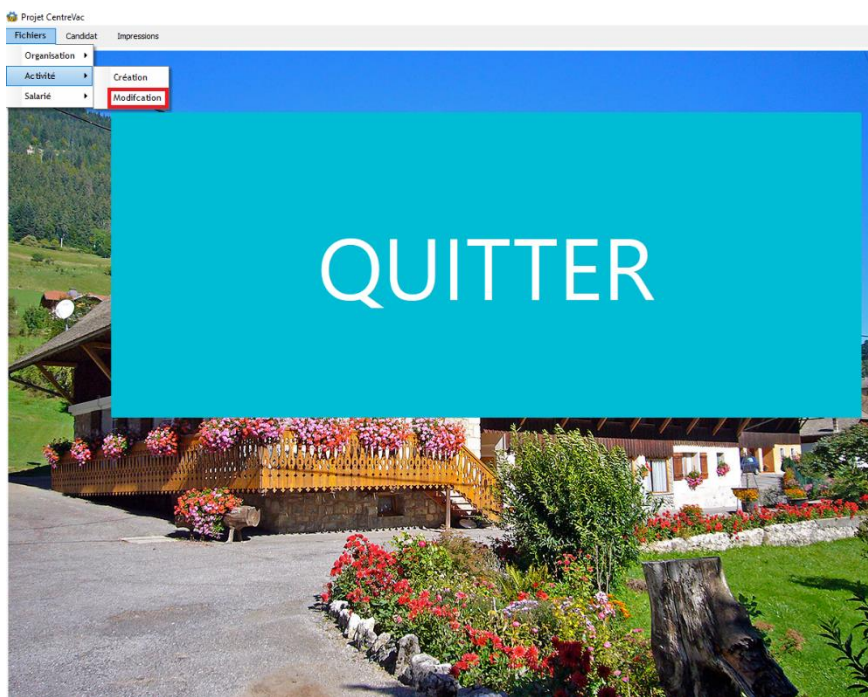 Projet CentreVac
Fichiers Candidat Impressions
Organisation
Activité Création
Salarié Modifcation
QUITTER